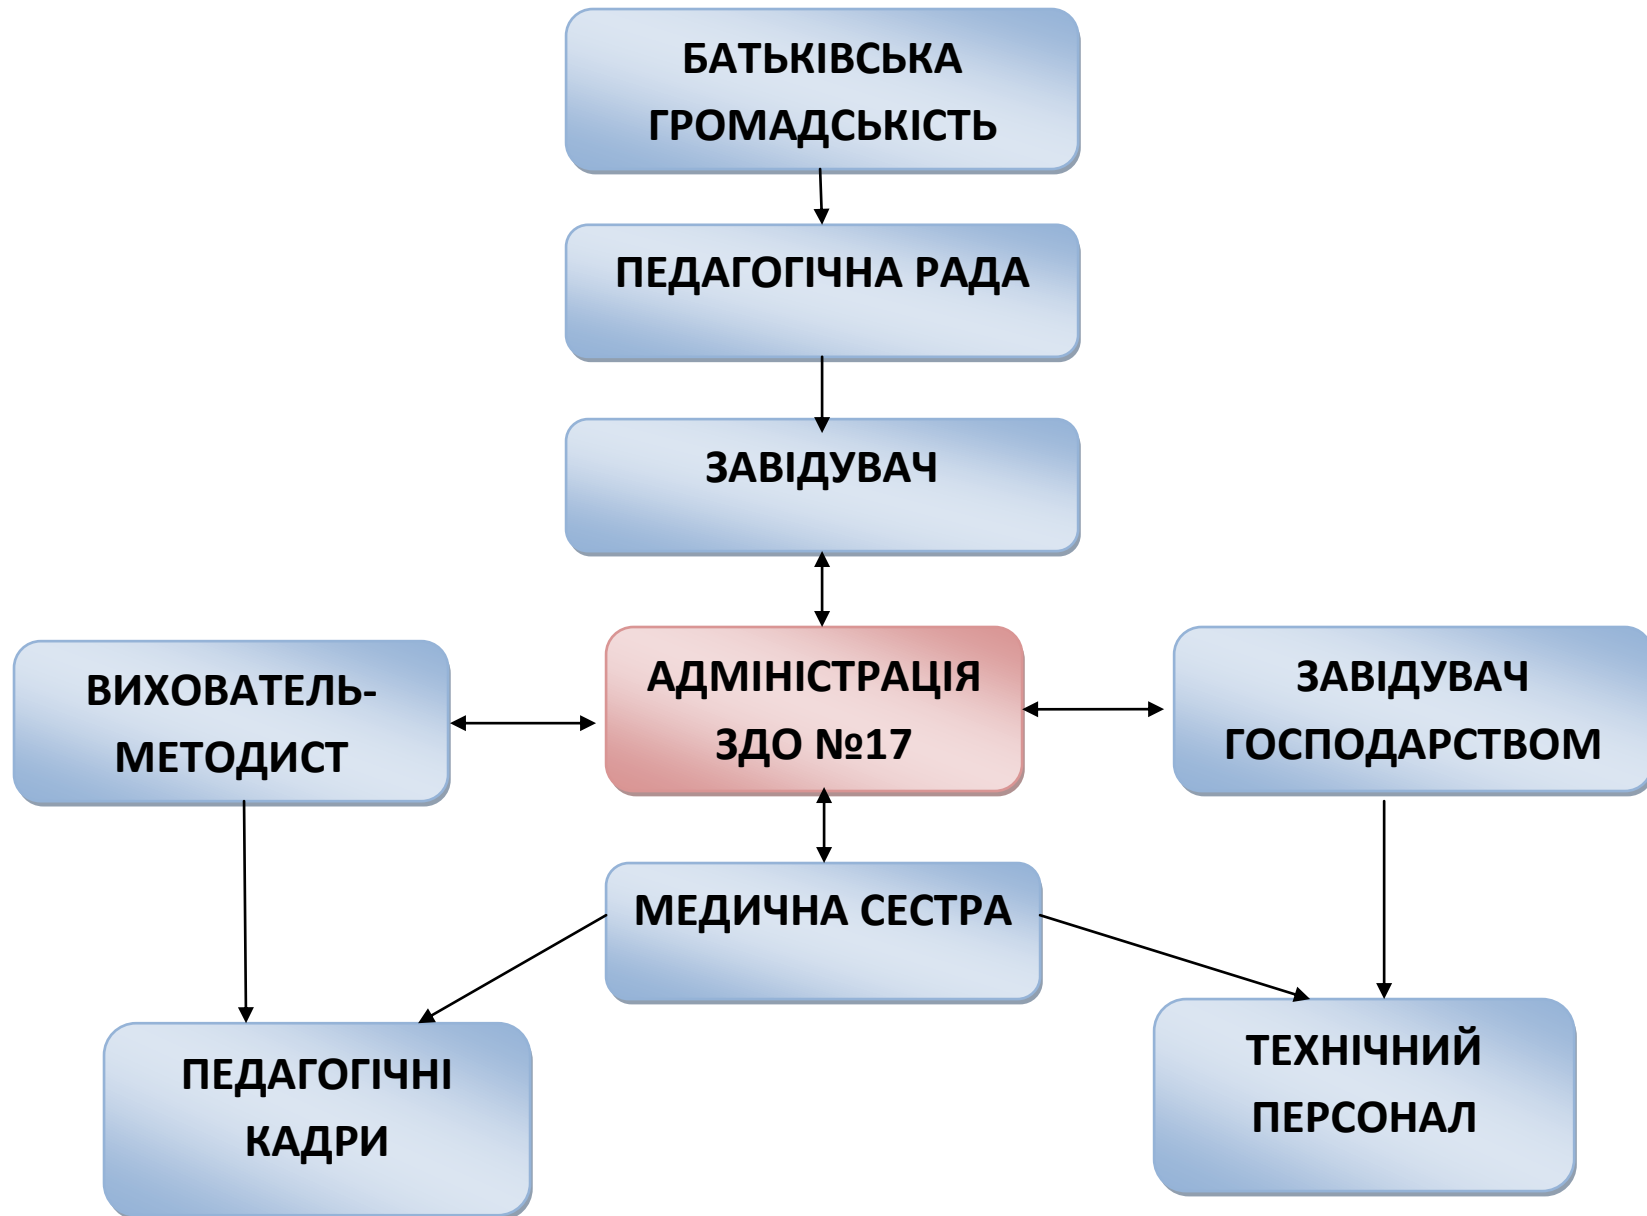 БАТЬКІВСЬКА
ГРОМАДСЬКІСТЬ
ПЕДАГОГІЧНА РАДА
ЗАВІДУВАЧ
ВИХОВАТЕЛЬ-
МЕТОДИСТ
АДМІНІСТРАЦІЯ
ЗДО №17
ЗАВІДУВАЧ
ГОСПОДАРСТВОМ
МЕДИЧНА СЕСТРА
ПЕДАГОГІЧНІ
КАДРИ
ТЕХНІЧНИЙ
ПЕРСОНАЛ